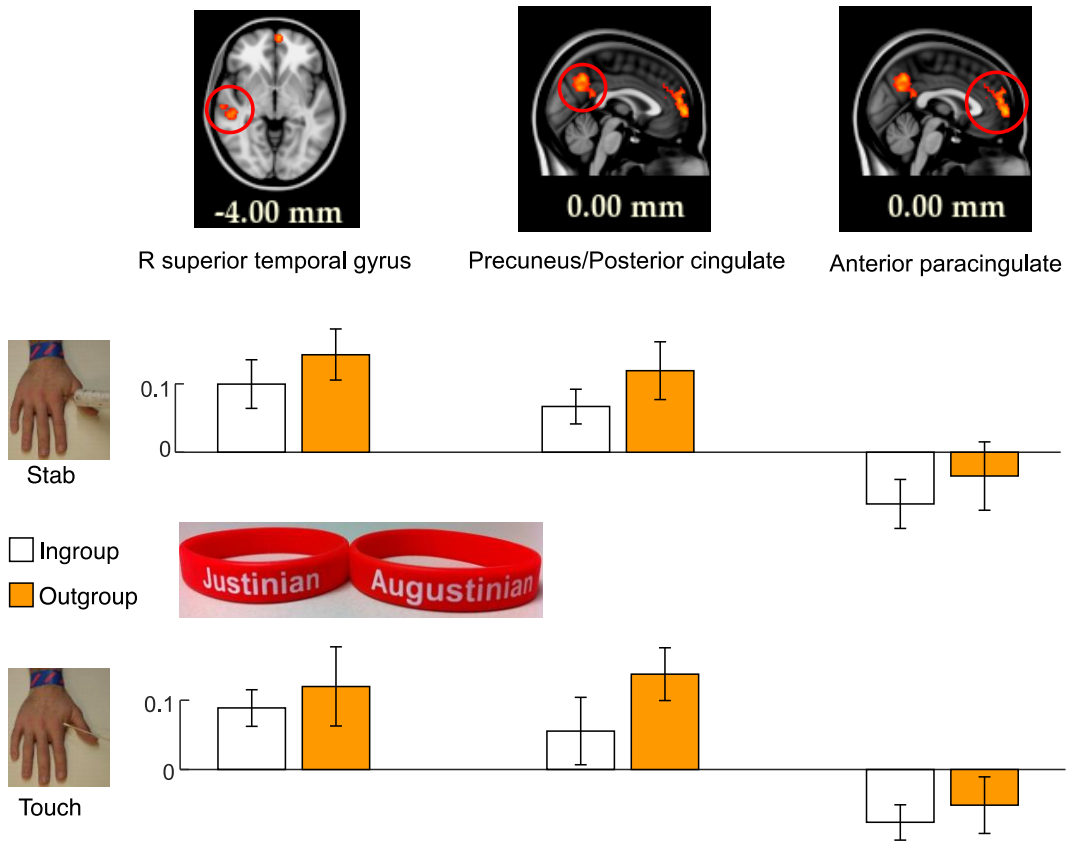 -4.00 mm
0.00 mm
0.00 mm
R superior temporal gyrus
Precuneus/Posterior cingulate
Anterior paracingulate
0.1
0
Stab
Ingroup
Outgroup
Justinian
Augustinian
0.1
0
Touch